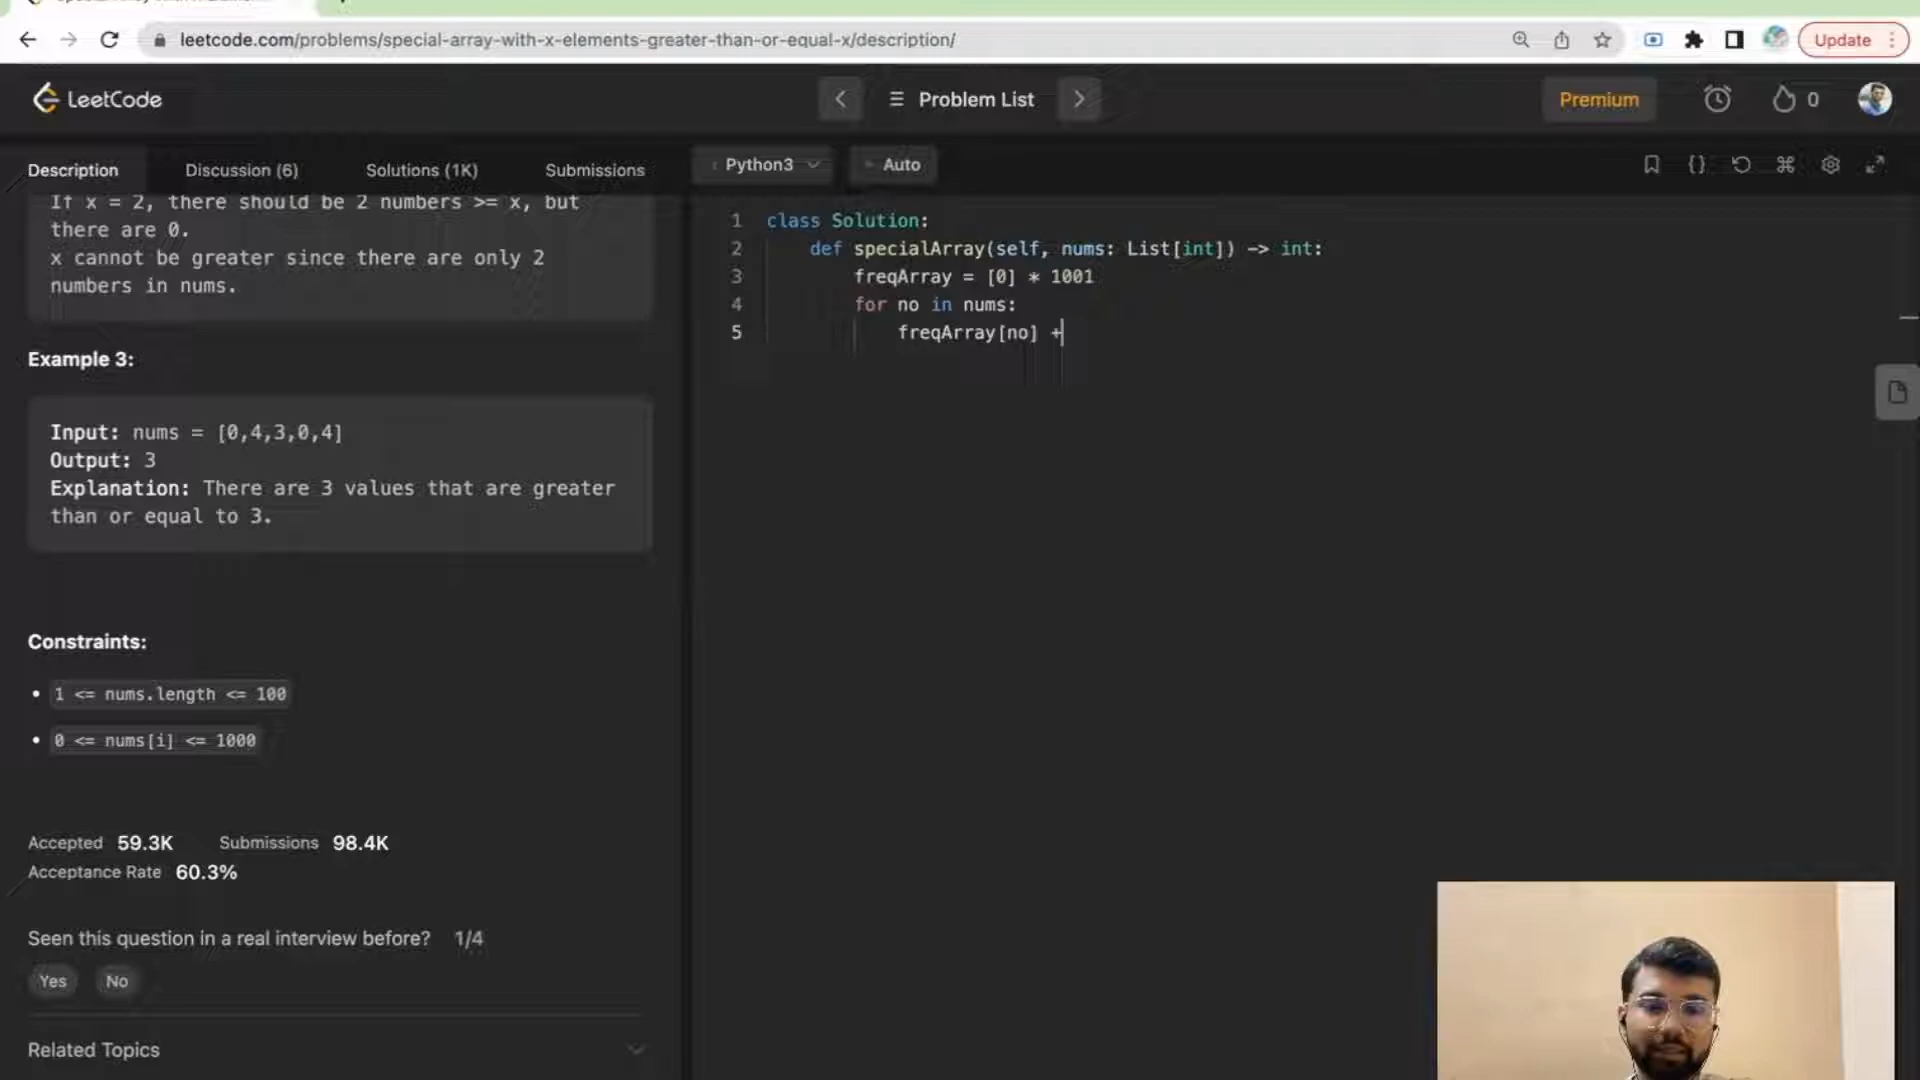 leetcode.com/problems/special-array-with-x-elements-greater-than-or-equal-x/description/
Update
LeetCode
Problem List
Premium
0
Description
Discussion (6)
Solutions (1K)
Submissions
Python3
Auto
If x = 2, there should be 2 numbers >= x, but
there are 0.
x cannot be greater since there are only 2
numbers in nums.
Example 3:
Input: nums = [0,4,3,0,4]
Output: 3
Explanation: There are 3 values that are greater
than or equal to 3.
Constraints:
• 1 <= nums.length <= 100
• 0 <= nums[i] <= 1000
Accepted 59.3K Submissions 98.4K
Acceptance Rate 60.3%
Seen this question in a real interview before? 1/4
Yes No
Related Topics
1 class Solution:
2 def specialArray(self, nums: List[int]) -> int:
3 freqArray = [0] * 1001
4 for no in nums:
5 freqArray[no] +